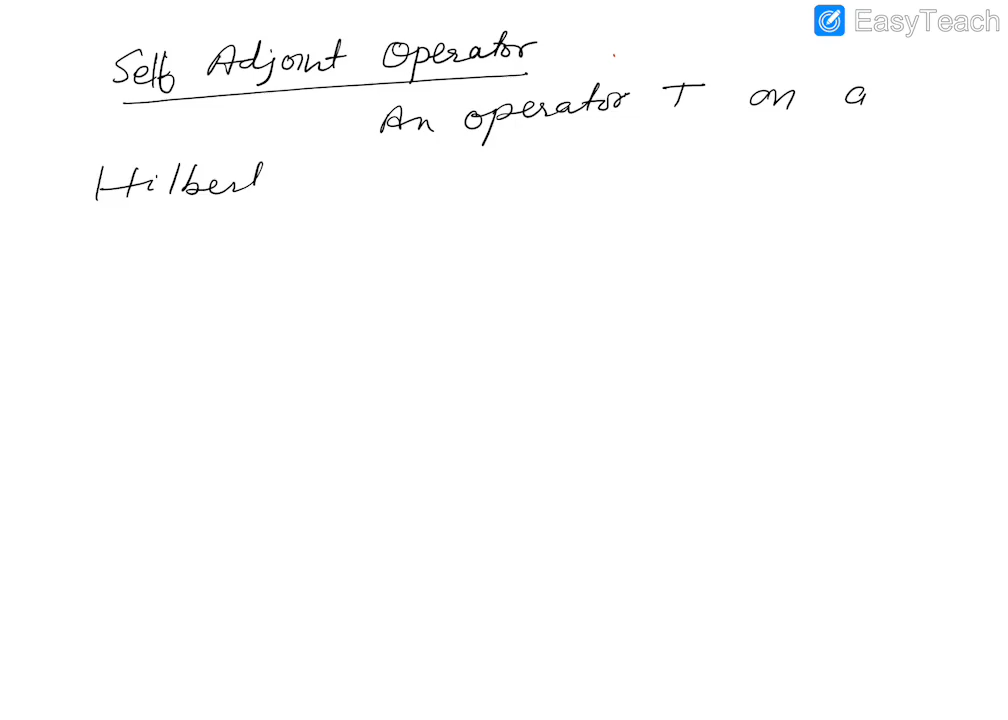 EasyTeach
Self Adjoint Operator
An operator T on a
Hilbert